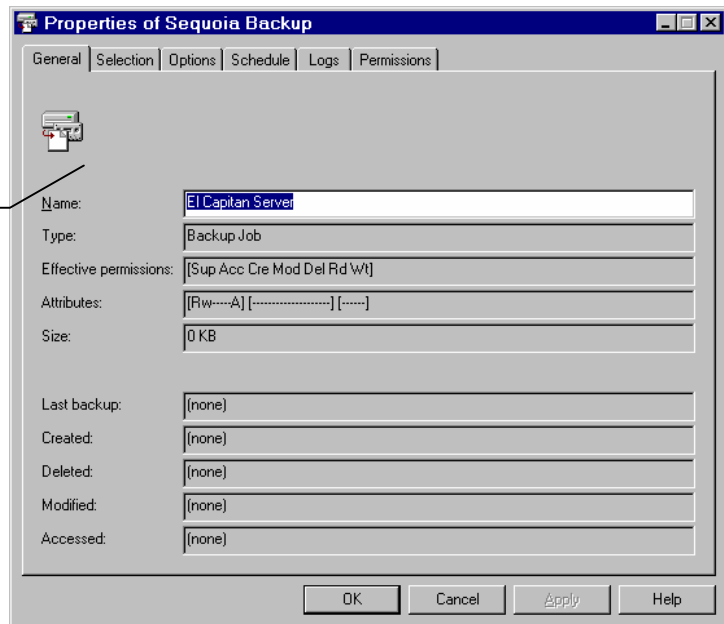 Properties of Sequoia Backup
General Selection Options Schedule Logs Permissions
Name: El Capitan Server
Type: Backup Job
Effective permissions: [Sup Acc Cre Mod Del Rd Wt]
Attributes: [Rw-----A] [--------------------] [------]
Size: 0 KB
Last backup: (none)
Created: (none)
Deleted: (none)
Modified: (none)
Accessed: (none)
OK Cancel Apply Help